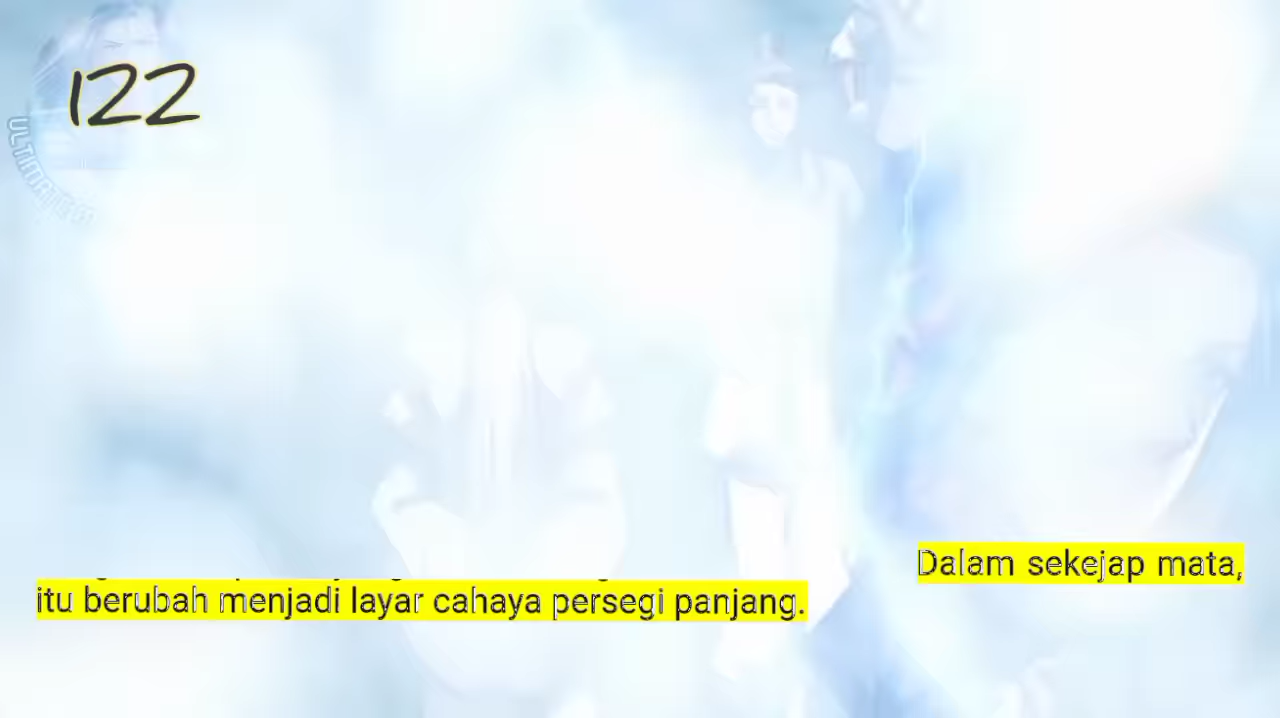 122
Dalam sekejap mata,
itu berubah menjadi layar cahaya persegi panjang.